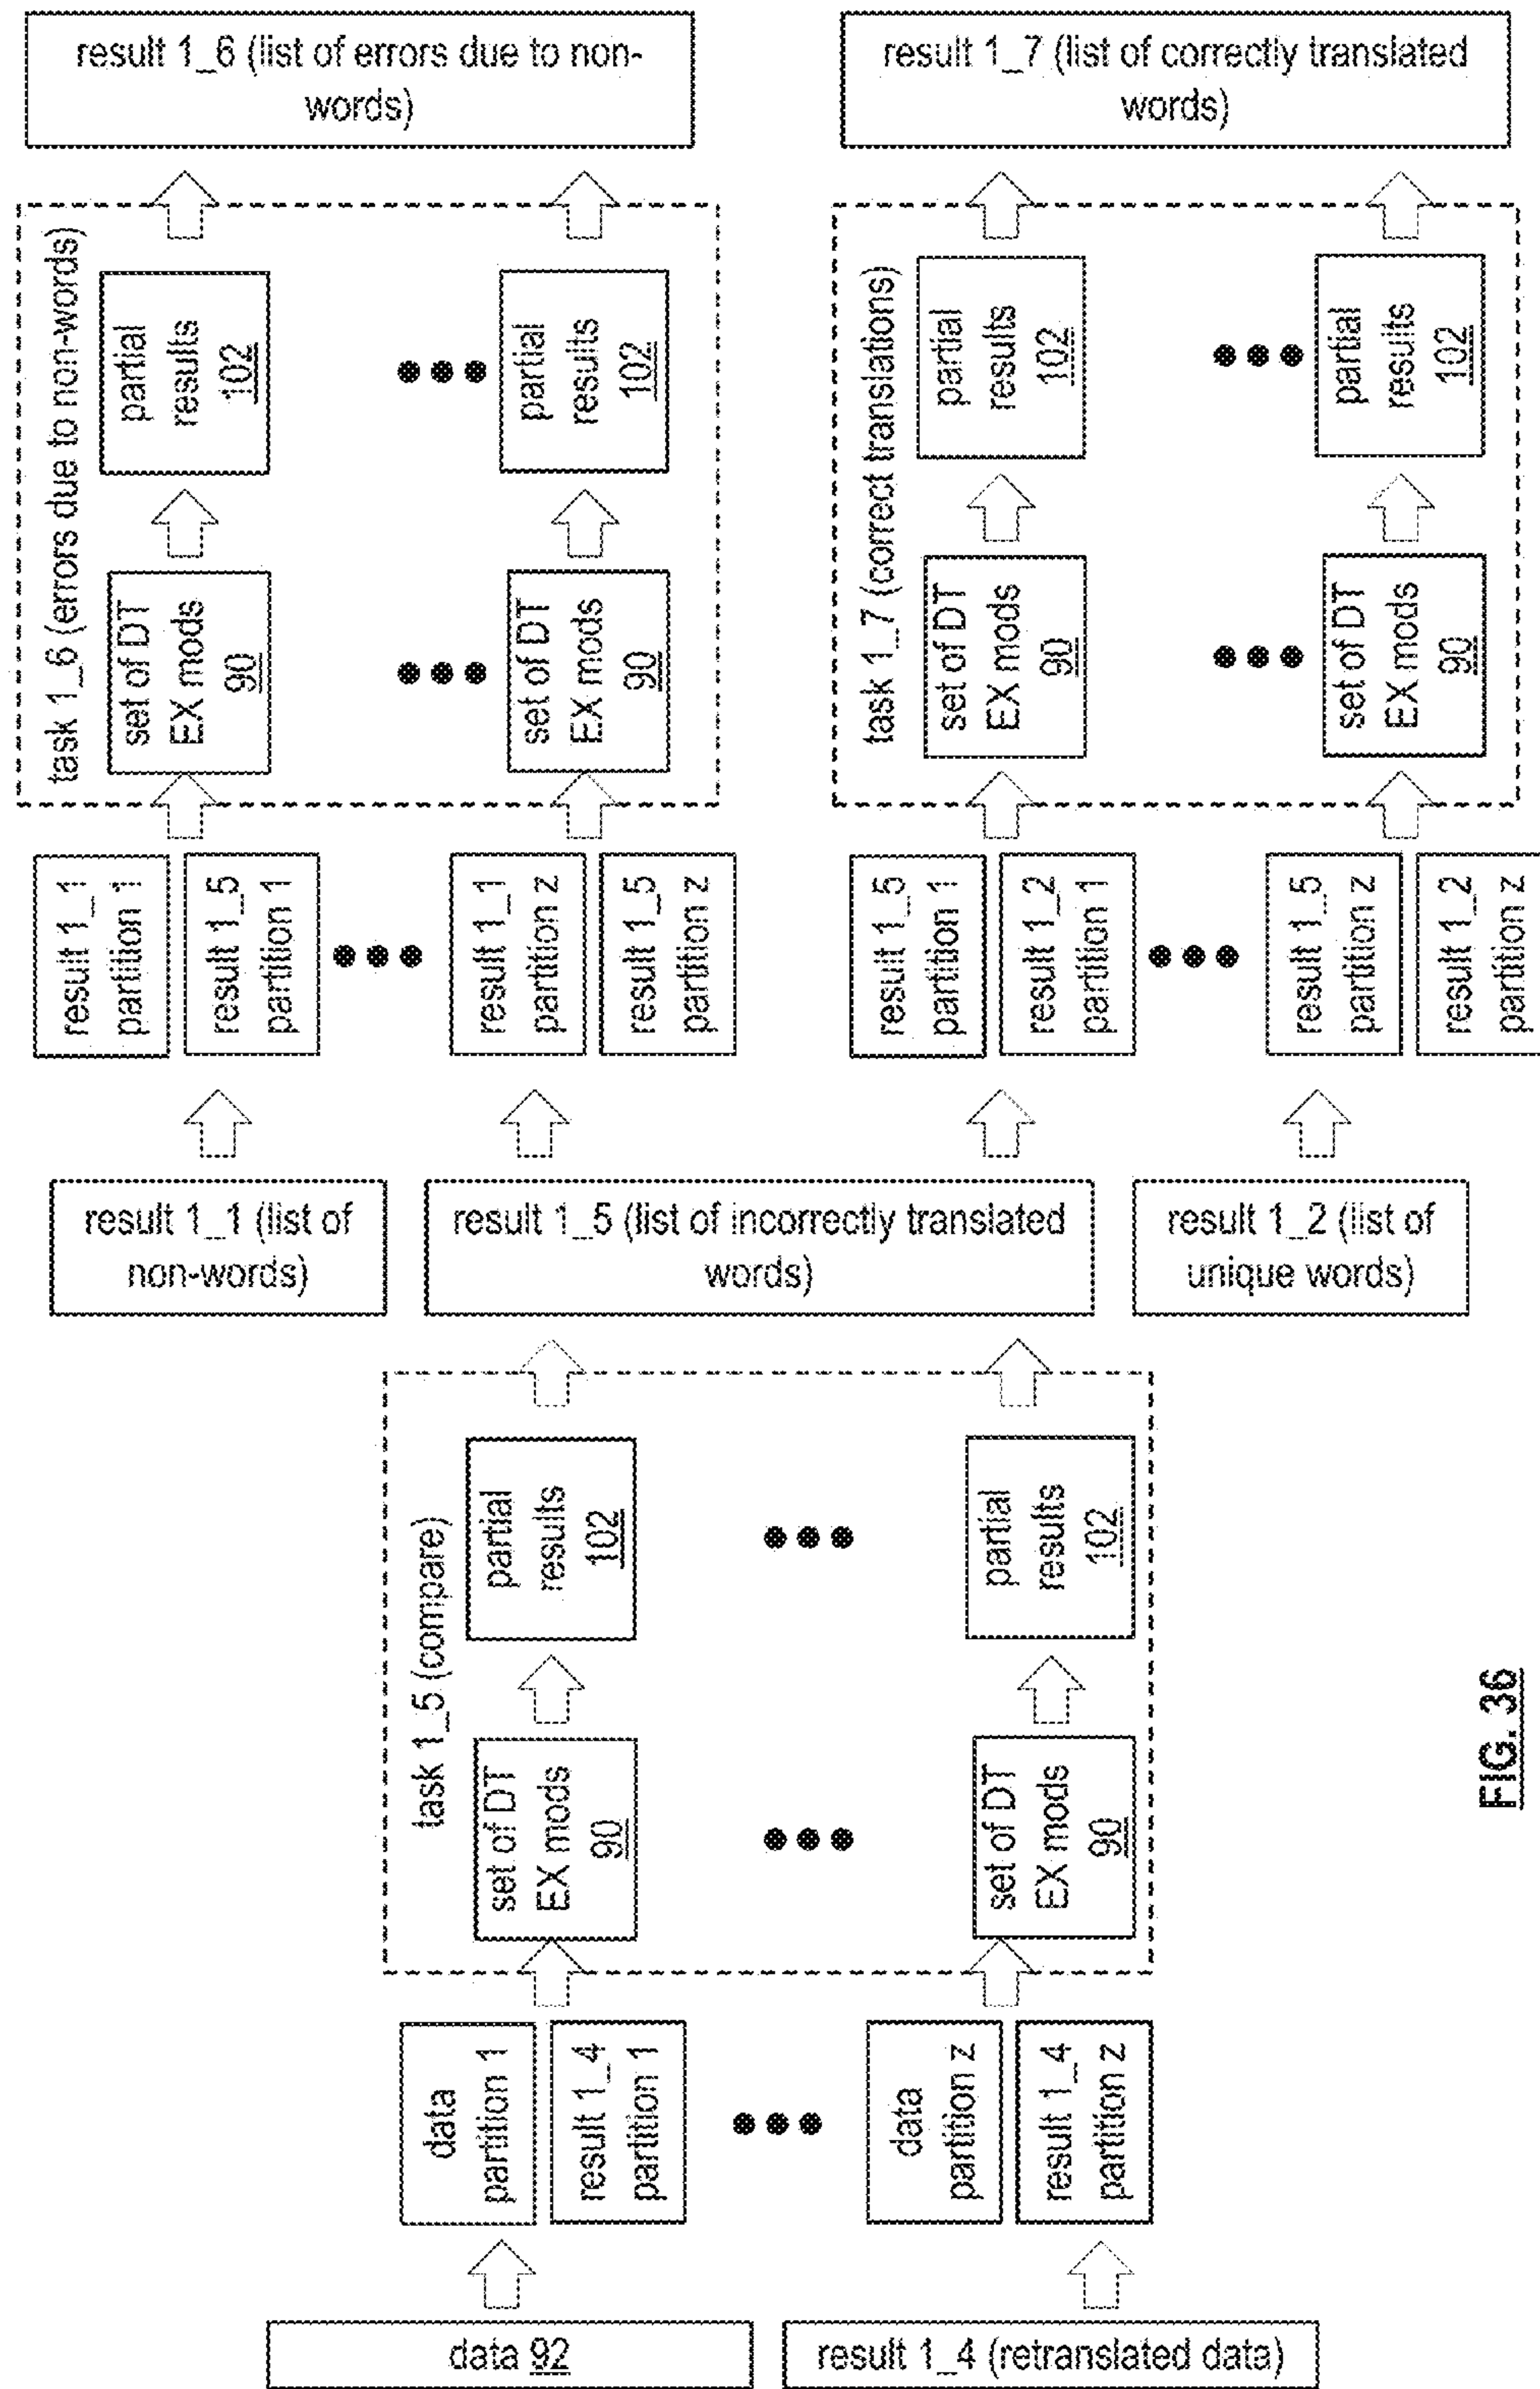 data 92
result 1_4 (retranslated data)
data
partition 1
result 1_4
partition 1
data
partition z
result 1_4
partition z
task 1_5 (compare)
set of DT
EX mods
90
partial
results
102
set of DT
EX mods
90
partial
results
102
result 1_1 (list of
non-words)
result 1_5 (list of incorrectly translated
words)
result 1_2 (list of
unique words)
result 1_1
partition 1
result 1_5
partition 1
result 1_1
partition z
result 1_5
partition z
task 1_6 (errors due to non-words)
set of DT
EX mods
90
partial
results
102
set of DT
EX mods
90
partial
results
102
result 1_6 (list of errors due to non-
words)
result 1_5
partition 1
result 1_2
partition 1
result 1_5
partition z
result 1_2
partition z
task 1_7 (correct translations)
set of DT
EX mods
90
partial
results
102
set of DT
EX mods
90
partial
results
102
result 1_7 (list of correctly translated
words)
FIG. 36